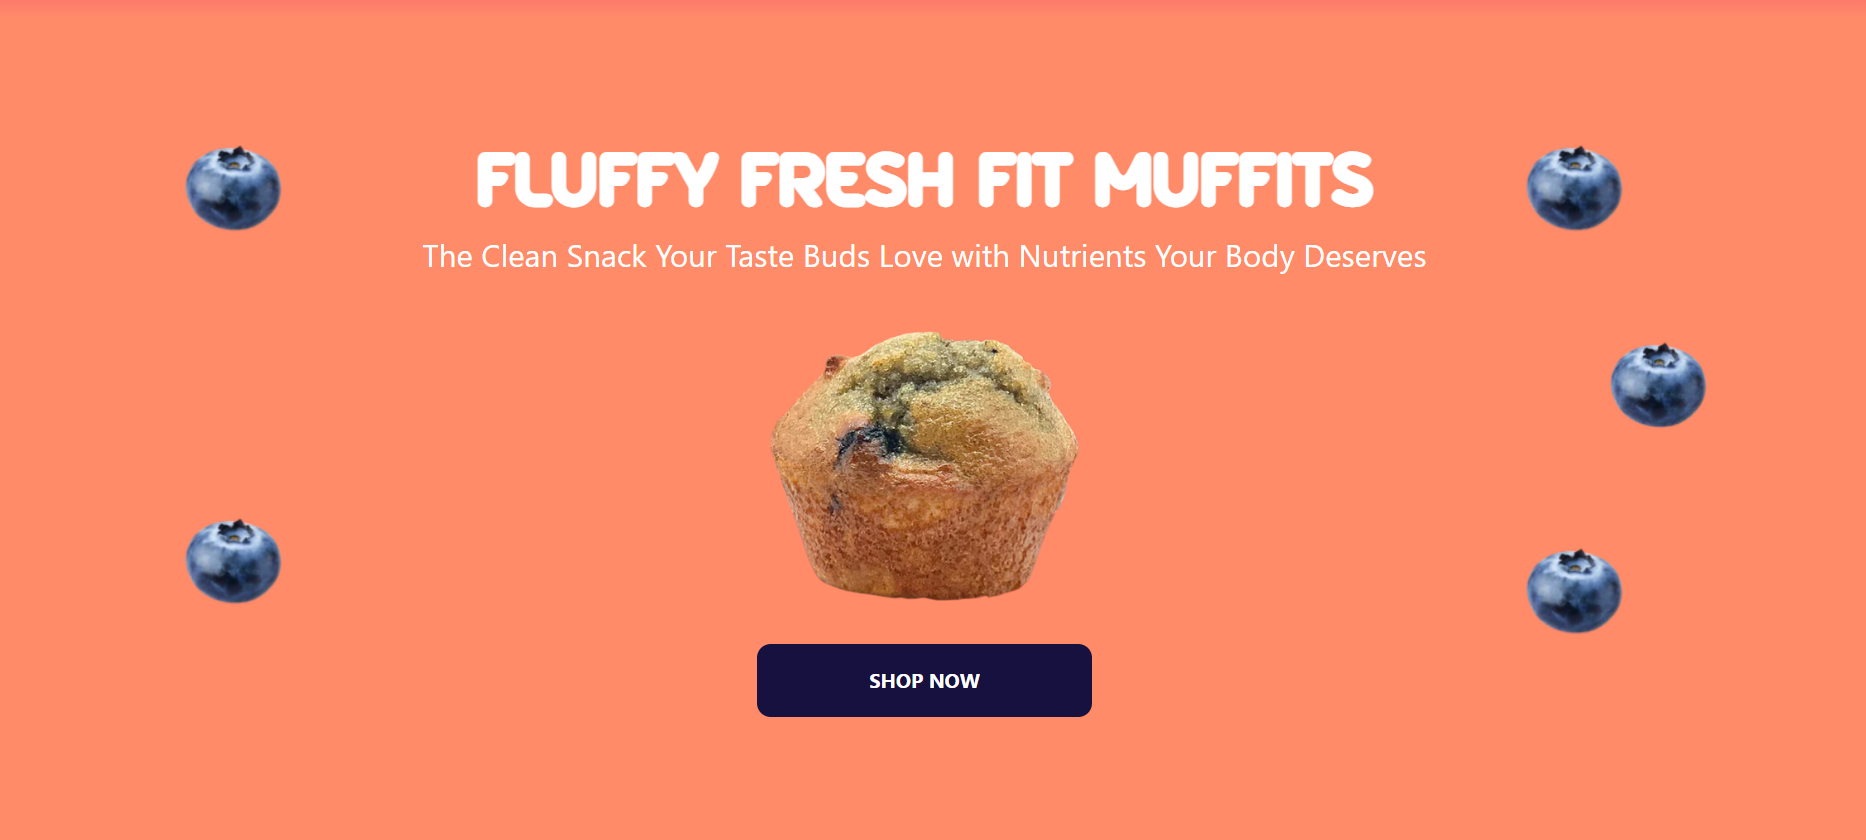 FLUFFY FRESH FIT MUFFITS
The Clean Snack Your Taste Buds Love with Nutrients Your Body Deserves
SHOP NOW